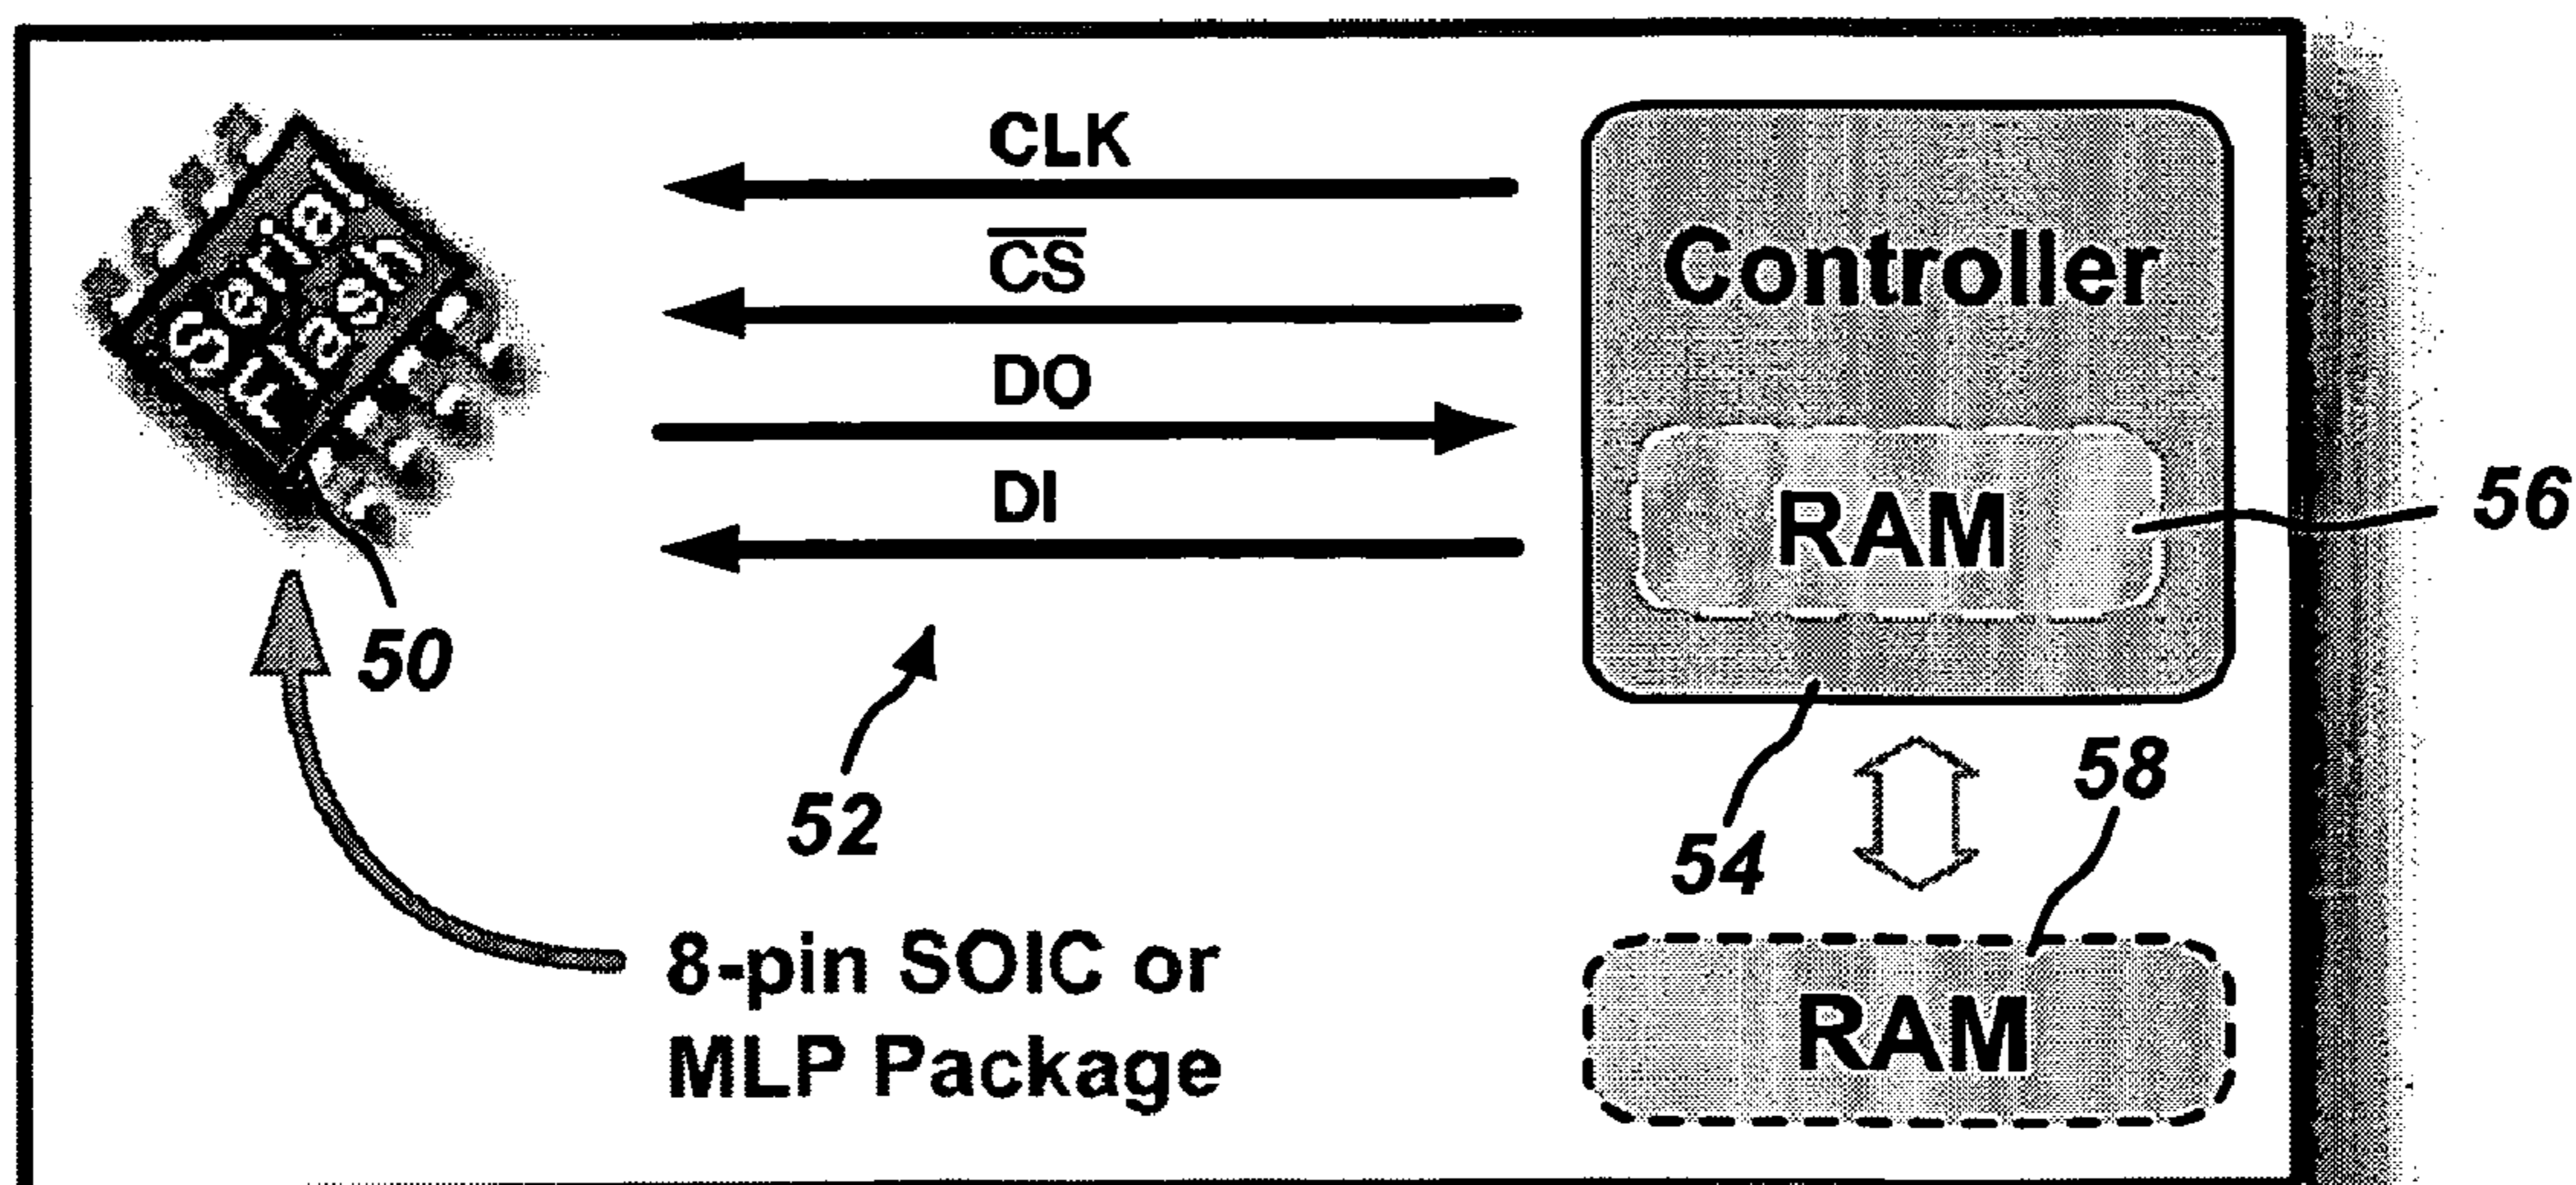 Serial
Flash
CLK
C̅S̅
DO
DI
Controller
RAM
56
50
52
54
58
8-pin SOIC or
MLP Package
RAM